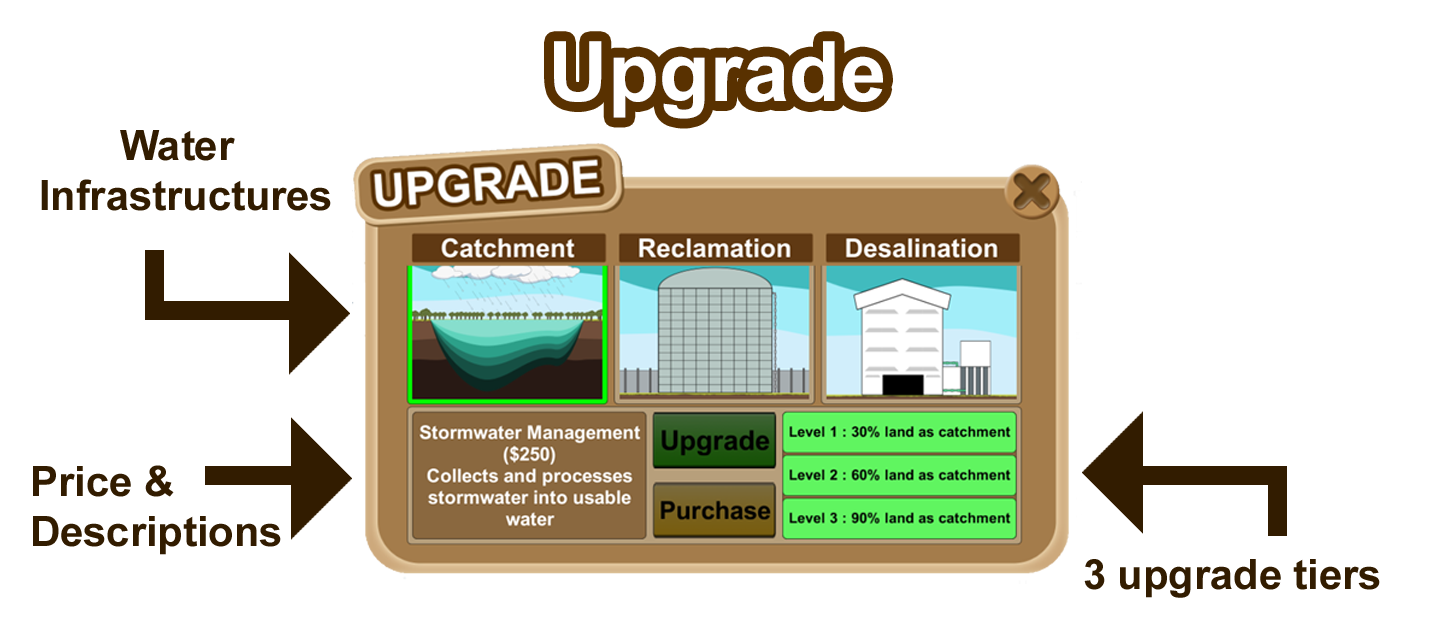 Upgrade
Water
Infrastructures
UPGRADE
Catchment
Reclamation
Desalination
Stormwater Management
($250)
Collects and processes
stormwater into usable
water
Upgrade
Purchase
Level 1 : 30% land as catchment
Level 2 : 60% land as catchment
Level 3 : 90% land as catchment
Price &
Descriptions
3 upgrade tiers